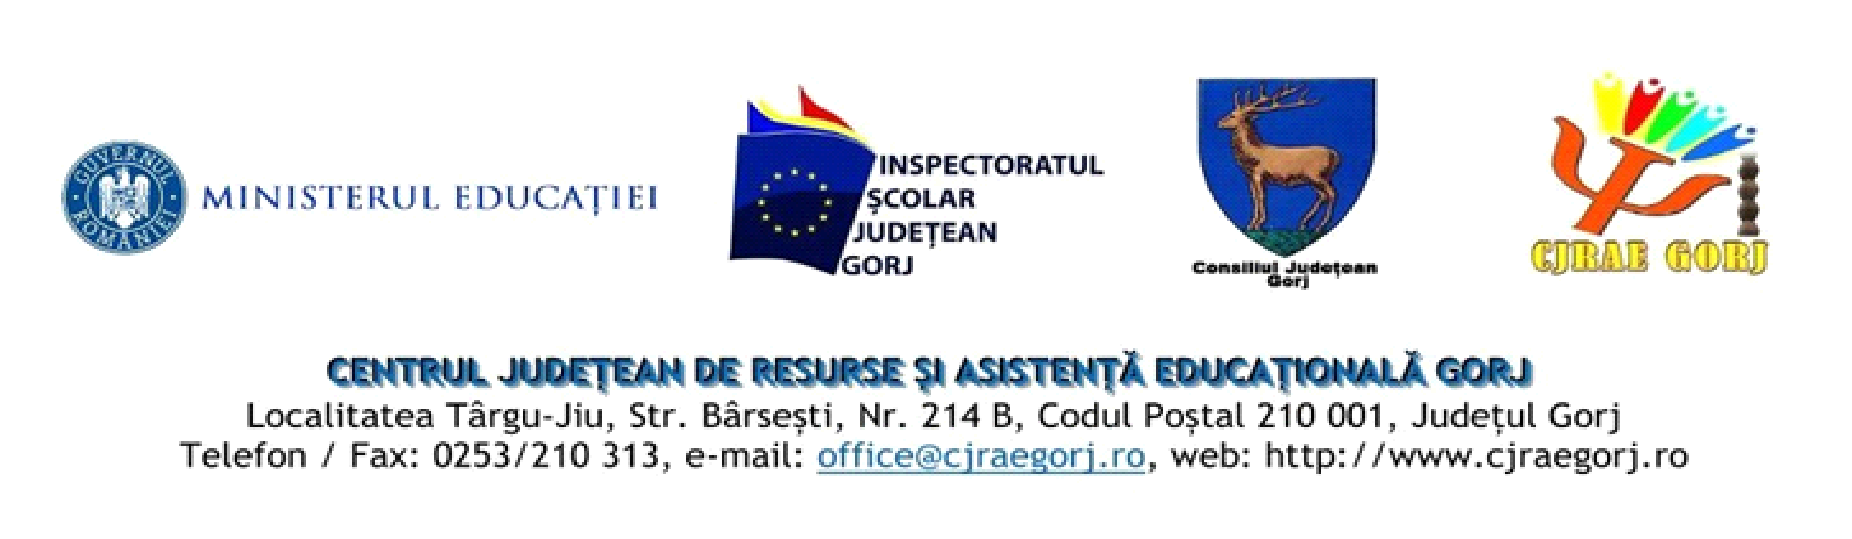 GUVERNUL ROMÂNIEI
MINISTERUL EDUCAȚIEI
INSPECTORATUL
ȘCOLAR
JUDEȚEAN
GORJ
Consiliul Județean
Gorj
CJRAE GORJ
CENTRUL JUDEȚEAN DE RESURSE ȘI ASISTENȚĂ EDUCAȚIONALĂ GORJ
Localitatea Târgu-Jiu, Str. Bârsești, Nr. 214 B, Codul Poștal 210 001, Județul Gorj
Telefon / Fax: 0253/210 313, e-mail: office@cjraegorj.ro, web: http://www.cjraegorj.ro